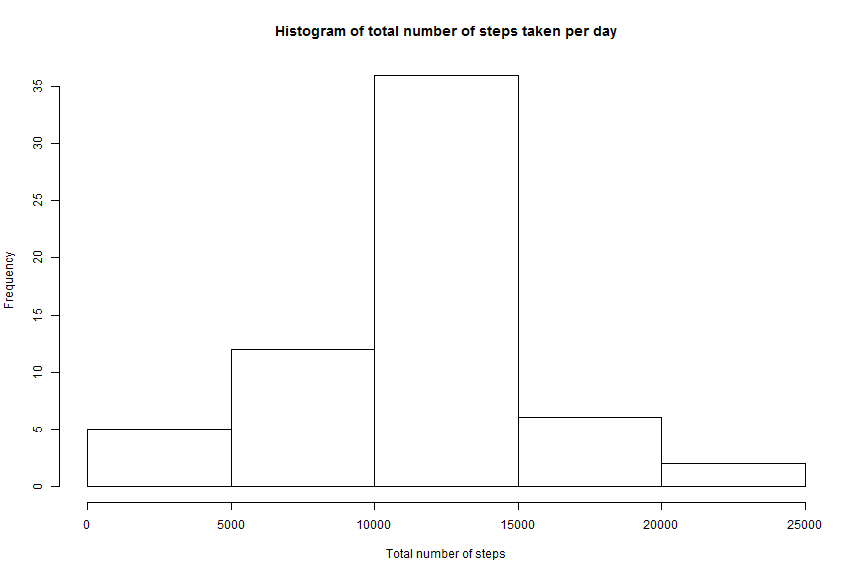 Histogram of total number of steps taken per day
Frequency
35
30
25
20
15
10
5
0
0 5000 10000 15000 20000 25000
Total number of steps